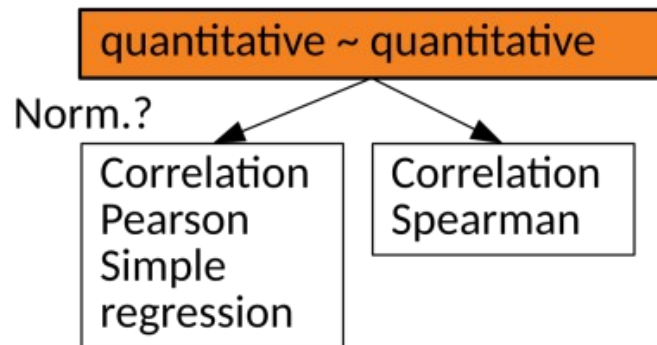 quantitative ~ quantitative
Norm.?
Correlation
Pearson
Simple
regression
Correlation
Spearman